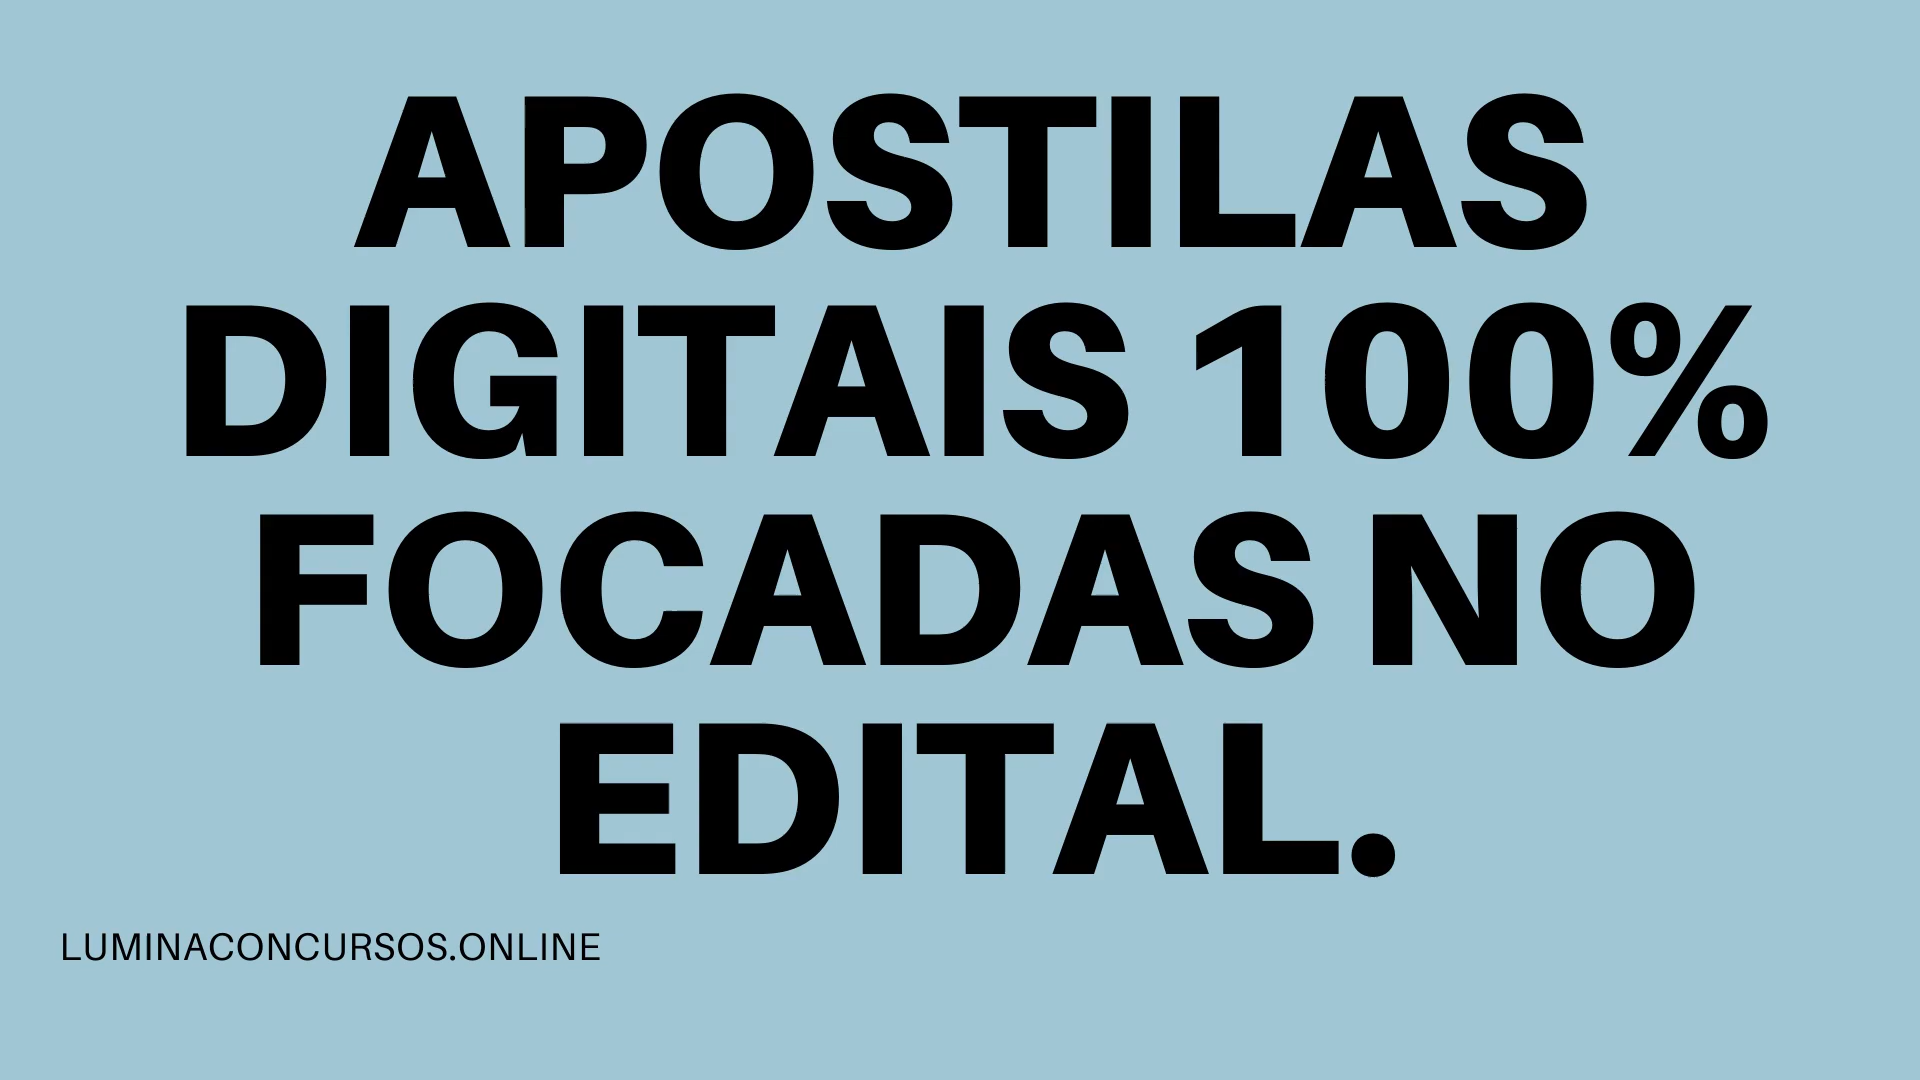 APOSTILAS
DIGITAIS 100%
FOCADAS NO
EDITAL.
LUMINACONCURSOS.ONLINE